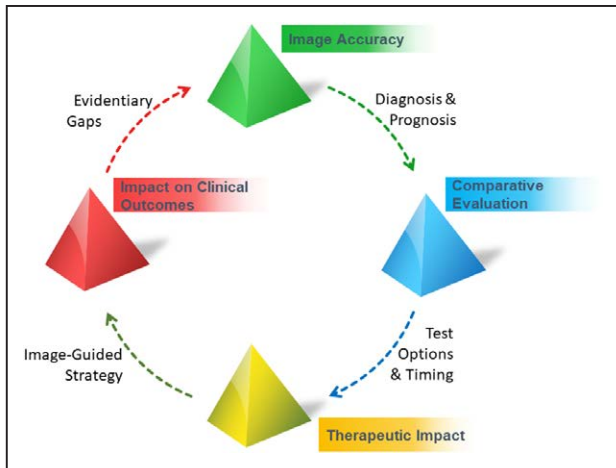 Image Accuracy
Evidentiary
Gaps
Diagnosis &
Prognosis
Impact on Clinical
Outcomes
Comparative
Evaluation
Image-Guided
Strategy
Test
Options
& Timing
Therapeutic Impact